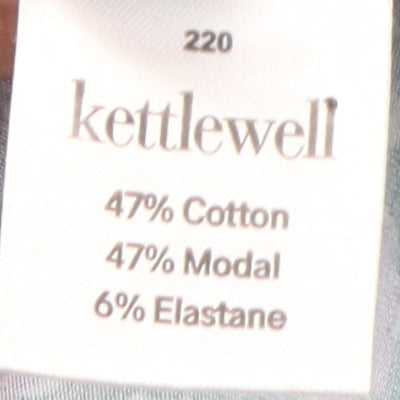 220
kettlewell
47% Cotton
47% Modal
6% Elastane